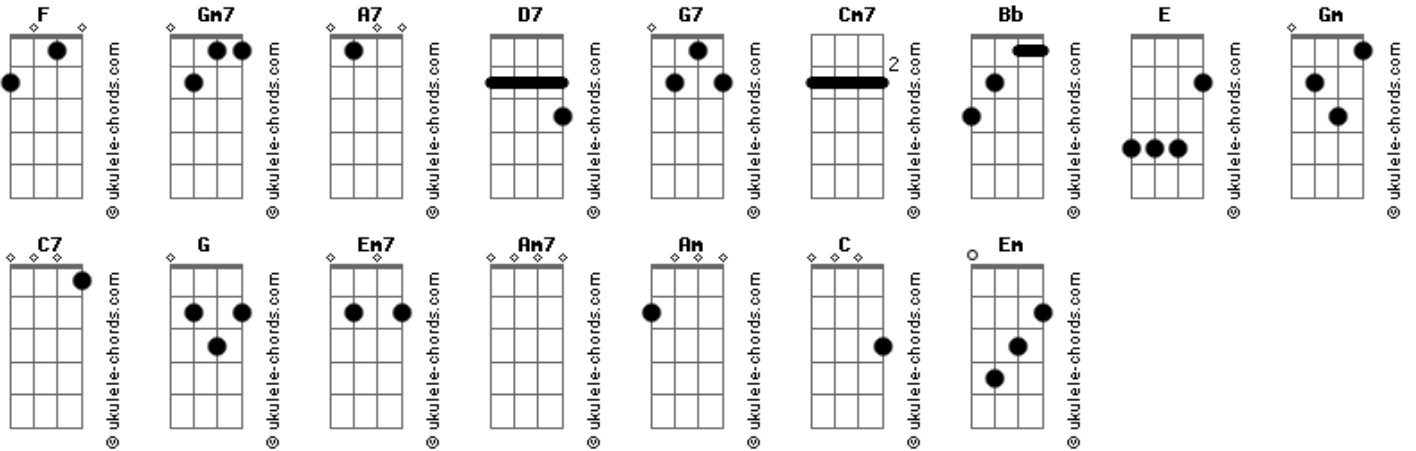 F Gm7 A7 D7 G7 Cm7 Bb E Gm
2
© ukulele-chords.com © ukulele-chords.com © ukulele-chords.com © ukulele-chords.com © ukulele-chords.com © ukulele-chords.com © ukulele-chords.com © ukulele-chords.com © ukulele-chords.com
C7 G Em7 Am7 Am C Em
© ukulele-chords.com © ukulele-chords.com © ukulele-chords.com © ukulele-chords.com © ukulele-chords.com © ukulele-chords.com © ukulele-chords.com